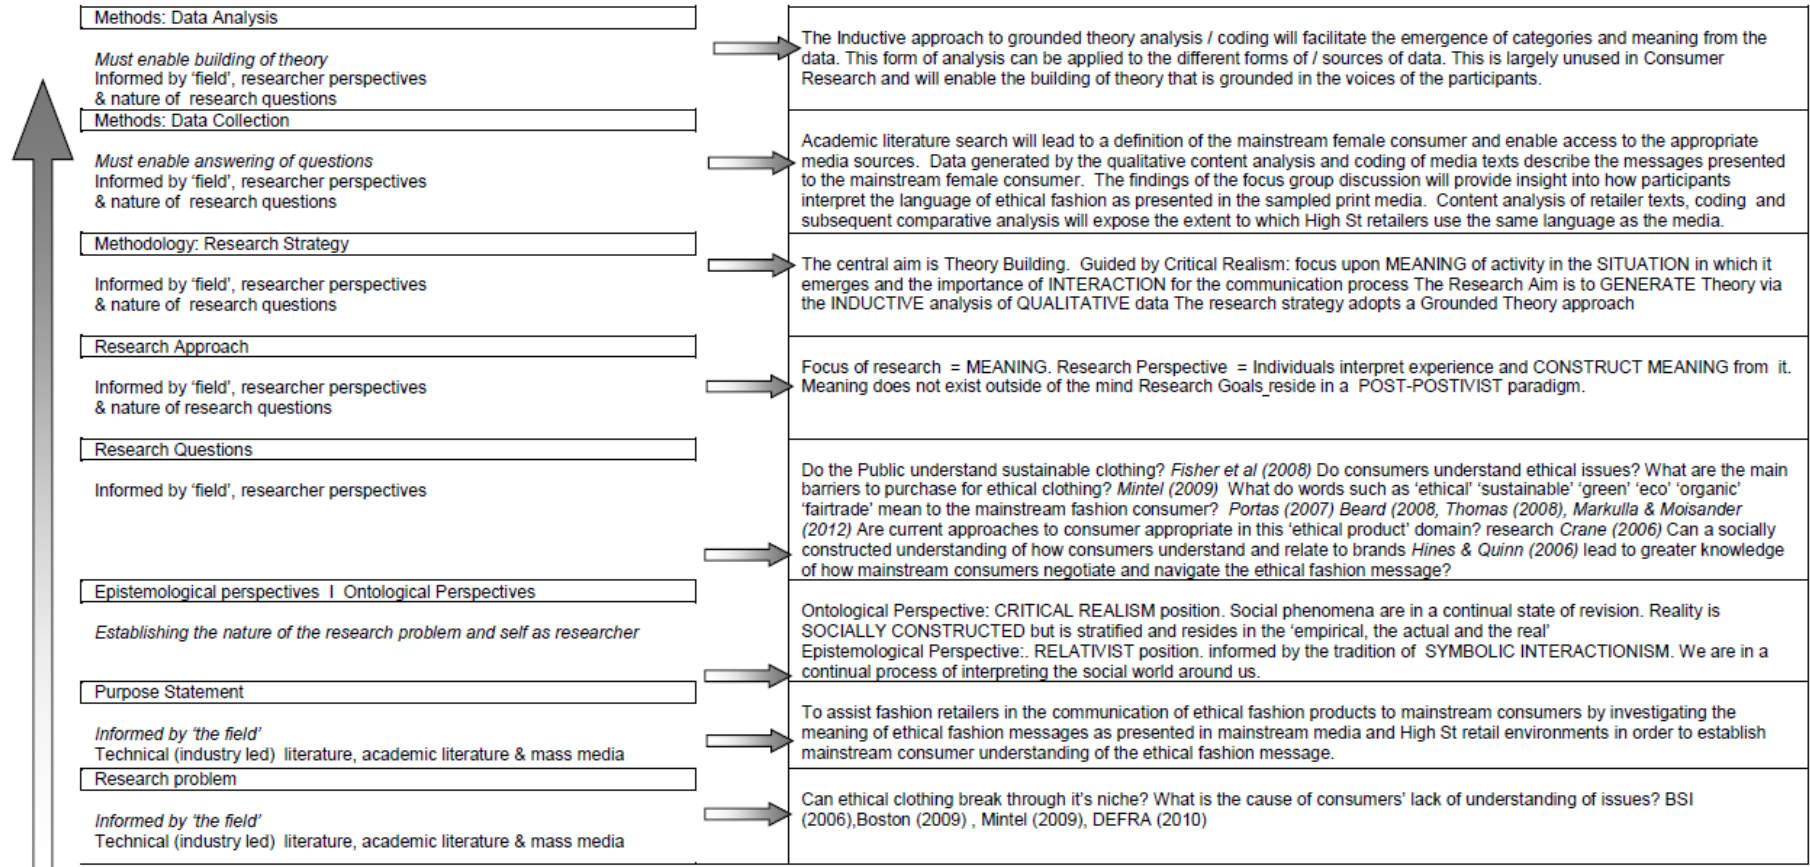 Methods: Data Analysis
Must enable building of theory
Informed by ‘field’, researcher perspectives
& nature of  research questions
The Inductive approach to grounded theory analysis / coding will facilitate the emergence of categories and meaning from the
data. This form of analysis can be applied to the different forms of / sources of data. This is largely unused in Consumer
Research and will enable the building of theory that is grounded in the voices of the participants.
Methods: Data Collection
Must enable answering of questions
Informed by ‘field’, researcher perspectives
& nature of  research questions
Academic literature search will lead to a definition of the mainstream female consumer and enable access to the appropriate
media sources.  Data generated by the qualitative content analysis and coding of media texts describe the messages presented
to the mainstream female consumer.  The findings of the focus group discussion will provide insight into how participants
interpret the language of ethical fashion as presented in the sampled print media.  Content analysis of retailer texts, coding  and
subsequent comparative analysis will expose the extent to which High St retailers use the same language as the media.
Methodology: Research Strategy
Informed by ‘field’, researcher perspectives
& nature of  research questions
The central aim is Theory Building.  Guided by Critical Realism: focus upon MEANING of activity in the SITUATION in which it
emerges and the importance of INTERACTION for the communication process The Research Aim is to GENERATE Theory via
the INDUCTIVE analysis of QUALITATIVE data The research strategy adopts a Grounded Theory approach
Research Approach
Informed by ‘field’, researcher perspectives
& nature of research questions
Focus of research  = MEANING. Research Perspective  = Individuals interpret experience and CONSTRUCT MEANING from  it.
Meaning does not exist outside of the mind Research Goals reside in a  POST-POSTIVIST paradigm.
Research Questions
Informed by ‘field’, researcher perspectives
Do the Public understand sustainable clothing? Fisher et al (2008) Do consumers understand ethical issues? What are the main
barriers to purchase for ethical clothing? Mintel (2009)  What do words such as ‘ethical’ ‘sustainable’ ‘green’ ‘eco’ ‘organic’
‘fairtrade’ mean to the mainstream fashion consumer?  Portas (2007) Beard (2008, Thomas (2008), Markulla & Moisander
(2012) Are current approaches to consumer appropriate in this ‘ethical product’ domain? research Crane (2006) Can a socially
constructed understanding of how consumers understand and relate to brands Hines & Quinn (2006) lead to greater knowledge
of how mainstream consumers negotiate and navigate the ethical fashion message?
Epistemological perspectives  I  Ontological Perspectives
Establishing the nature of the research problem and self as researcher
Ontological Perspective: CRITICAL REALISM position. Social phenomena are in a continual state of revision. Reality is
SOCIALLY CONSTRUCTED but is stratified and resides in the ‘empirical, the actual and the real’
Epistemological Perspective:. RELATIVIST position. informed by the tradition of  SYMBOLIC INTERACTIONISM. We are in a
continual process of interpreting the social world around us.
Purpose Statement
Informed by ‘the field’
Technical (industry led)  literature, academic literature & mass media
To assist fashion retailers in the communication of ethical fashion products to mainstream consumers by investigating the
meaning of ethical fashion messages as presented in mainstream media and High St retail environments in order to establish
mainstream consumer understanding of the ethical fashion message.
Research problem
Informed by ‘the field’
Technical (industry led)  literature, academic literature & mass media
Can ethical clothing break through it’s niche? What is the cause of consumers’ lack of understanding of issues? BSI
(2006),Boston (2009) , Mintel (2009), DEFRA (2010)